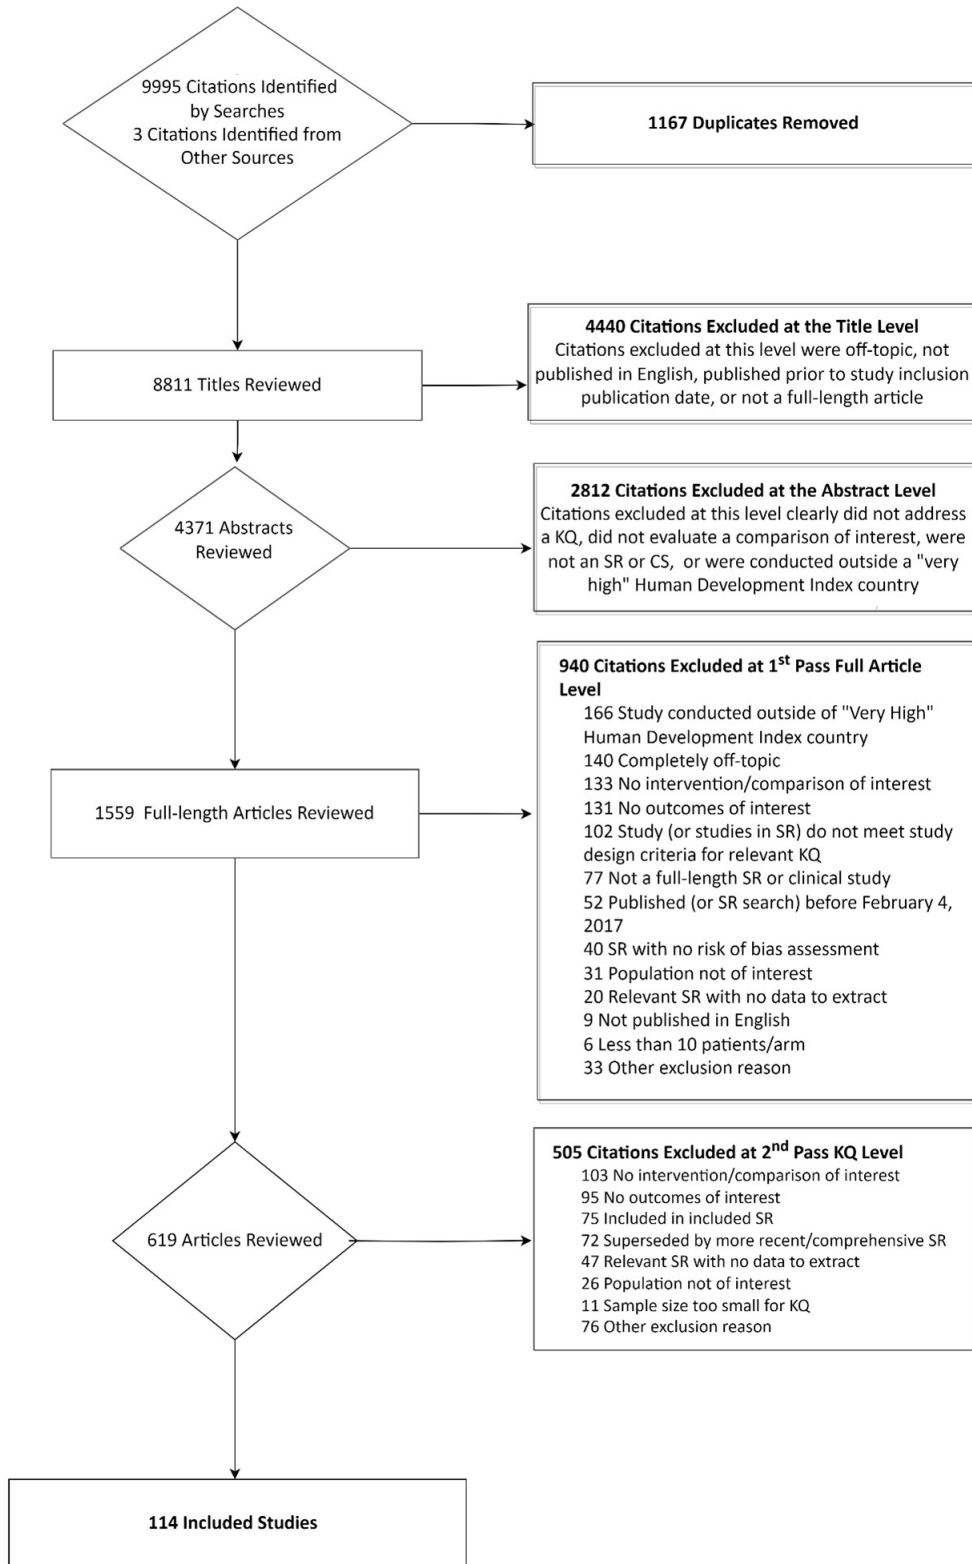 9995 Citations Identified
by Searches
3 Citations Identified from
Other Sources
1167 Duplicates Removed
8811 Titles Reviewed
4440 Citations Excluded at the Title Level
Citations excluded at this level were off-topic, not
published in English, published prior to study inclusion
publication date, or not a full-length article
4371 Abstracts
Reviewed
2812 Citations Excluded at the Abstract Level
Citations excluded at this level clearly did not address
a KQ, did not evaluate a comparison of interest, were
not an SR or CS, or were conducted outside a "very
high" Human Development Index country
1559 Full-length Articles Reviewed
940 Citations Excluded at 1st Pass Full Article
Level
166 Study conducted outside of "Very High"
Human Development Index country
140 Completely off-topic
133 No intervention/comparison of interest
131 No outcomes of interest
102 Study (or studies in SR) do not meet study
design criteria for relevant KQ
77 Not a full-length SR or clinical study
52 Published (or SR search) before February 4,
2017
40 SR with no risk of bias assessment
31 Population not of interest
20 Relevant SR with no data to extract
9 Not published in English
6 Less than 10 patients/arm
33 Other exclusion reason
619 Articles Reviewed
505 Citations Excluded at 2nd Pass KQ Level
103 No intervention/comparison of interest
95 No outcomes of interest
75 Included in included SR
72 Superseded by more recent/comprehensive SR
47 Relevant SR with no data to extract
26 Population not of interest
11 Sample size too small for KQ
76 Other exclusion reason
114 Included Studies